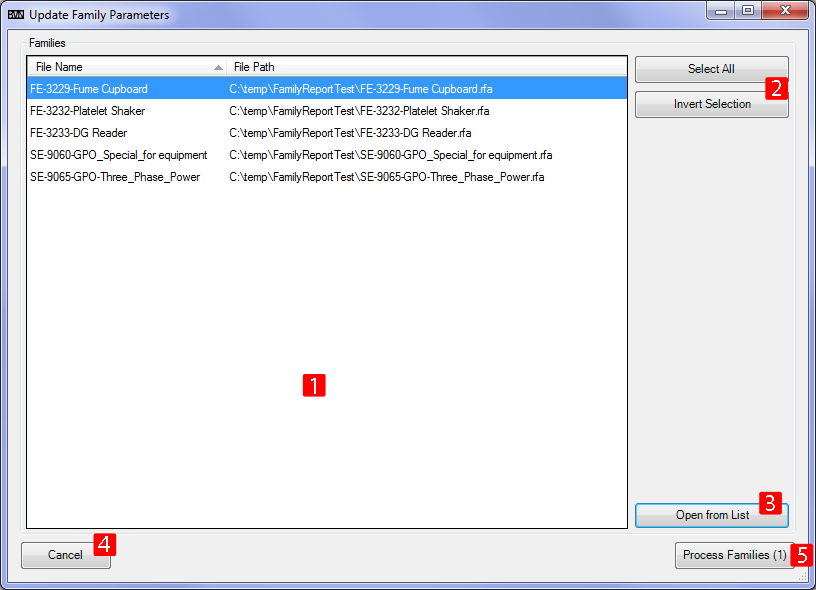 Update Family Parameters
Families
File Name File Path
FE-3229-Fume Cupboard C:\temp\FamilyReportTest\FE-3229-Fume Cupboard.rfa
FE-3232-Platelet Shaker C:\temp\FamilyReportTest\FE-3232-Platelet Shaker.rfa
FE-3233-DG Reader C:\temp\FamilyReportTest\FE-3233-DG Reader.rfa
SE-9060-GPO_Special_for equipment C:\temp\FamilyReportTest\SE-9060-GPO_Special_for equipment.rfa
SE-9065-GPO-Three_Phase_Power C:\temp\FamilyReportTest\SE-9065-GPO-Three_Phase_Power.rfa
Select All
2
Invert Selection
1
3
Open from List
4
Cancel
Process Families (1)
5